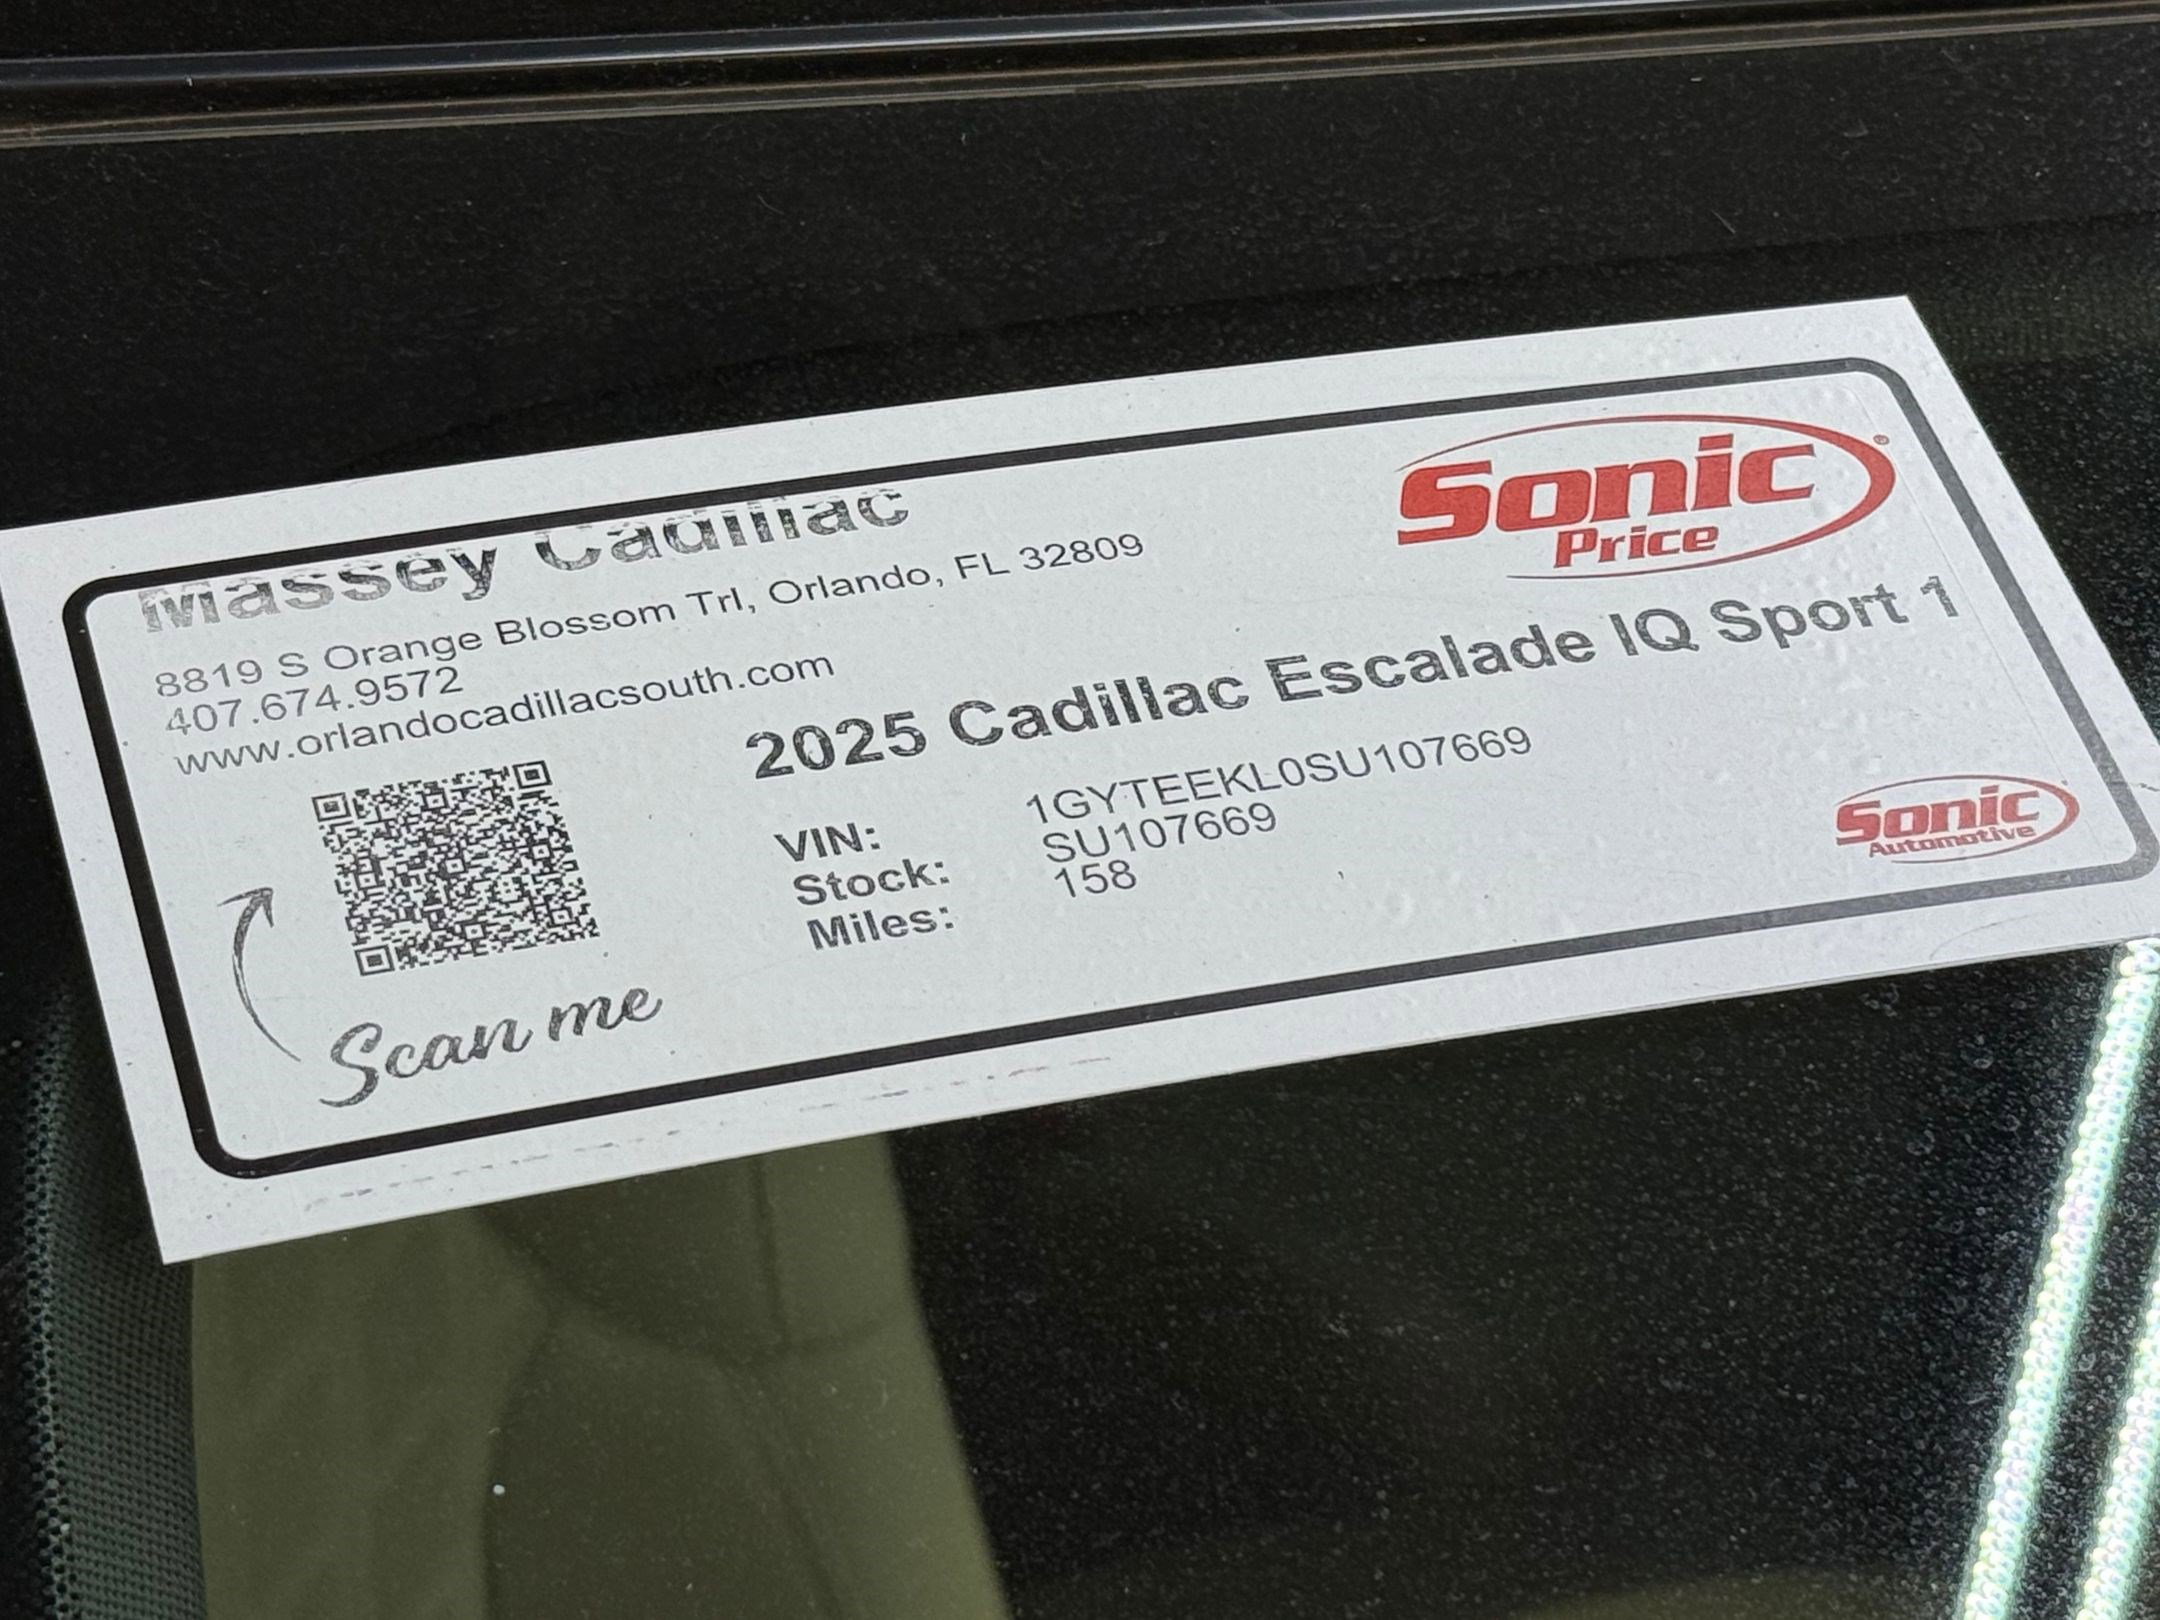 Massey Cadillac
8819 S Orange Blossom Trl, Orlando, FL 32809
407.674.9572
www.orlandocadillacsouth.com
Sonic®
Price
2025 Cadillac Escalade IQ Sport 1
VIN: 1GYTEEKL0SU107669
Stock: SU107669
Miles: 158
Scan me
Sonic
Automotive